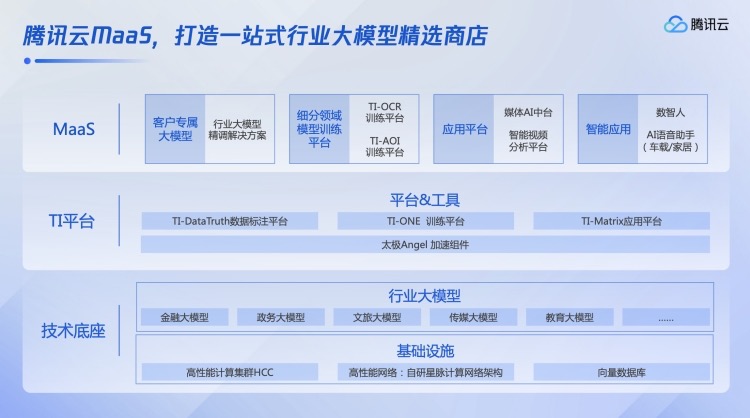 腾讯云MaaS，打造一站式行业大模型精选商店
腾讯云
MaaS
客户专属
大模型
行业大模型
精调解决方案
细分领域
模型训练
平台
TI-OCR
训练平台
TI-AOI
训练平台
应用平台
媒体AI中台
智能视频
分析平台
智能应用
数智人
AI语音助手
（车载/家居）
TI平台
平台&工具
TI-DataTruth数据标注平台
TI-ONE 训练平台
TI-Matrix应用平台
太极Angel 加速组件
技术底座
行业大模型
金融大模型
政务大模型
文旅大模型
传媒大模型
教育大模型
......
基础设施
高性能计算集群HCC
高性能网络：自研星脉计算网络架构
向量数据库